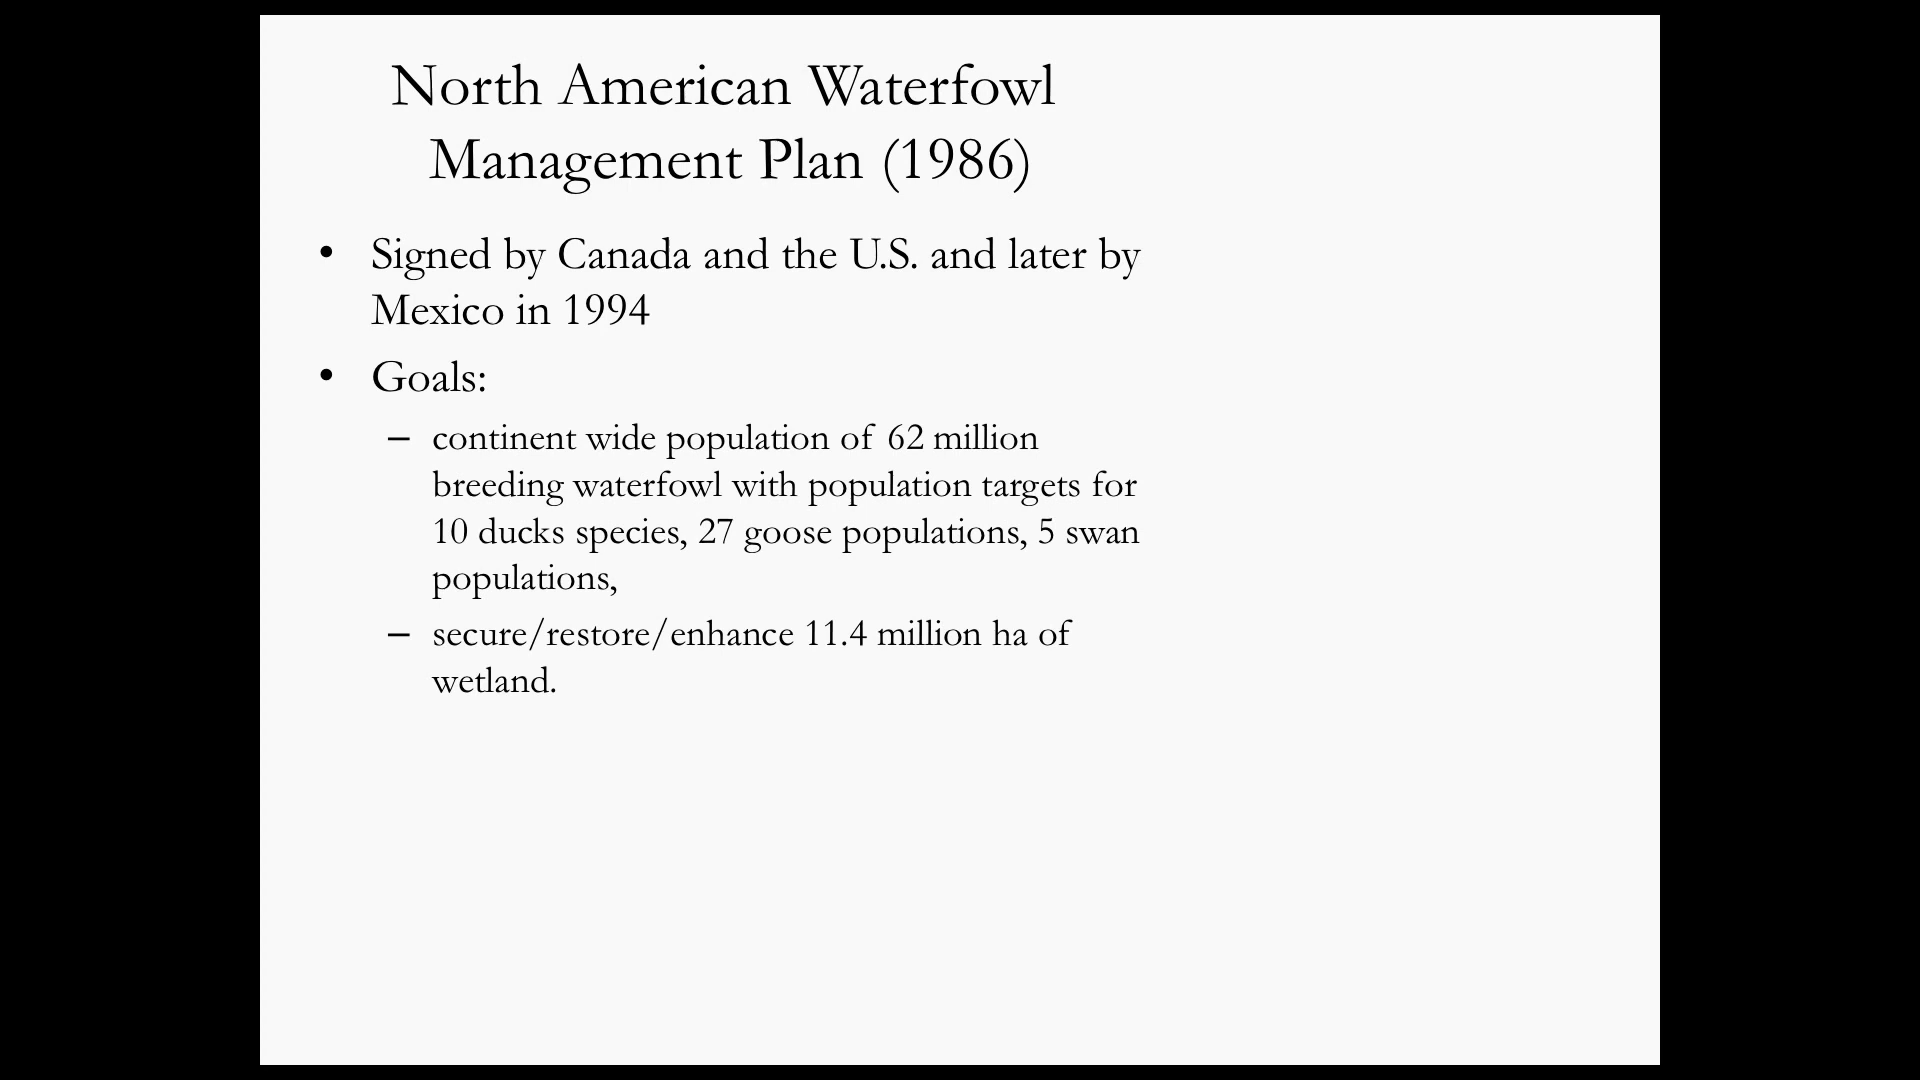 North American Waterfowl
Management Plan (1986)
• Signed by Canada and the U.S. and later by
Mexico in 1994
• Goals:
– continent wide population of 62 million
breeding waterfowl with population targets for
10 ducks species, 27 goose populations, 5 swan
populations,
– secure/restore/enhance 11.4 million ha of
wetland.